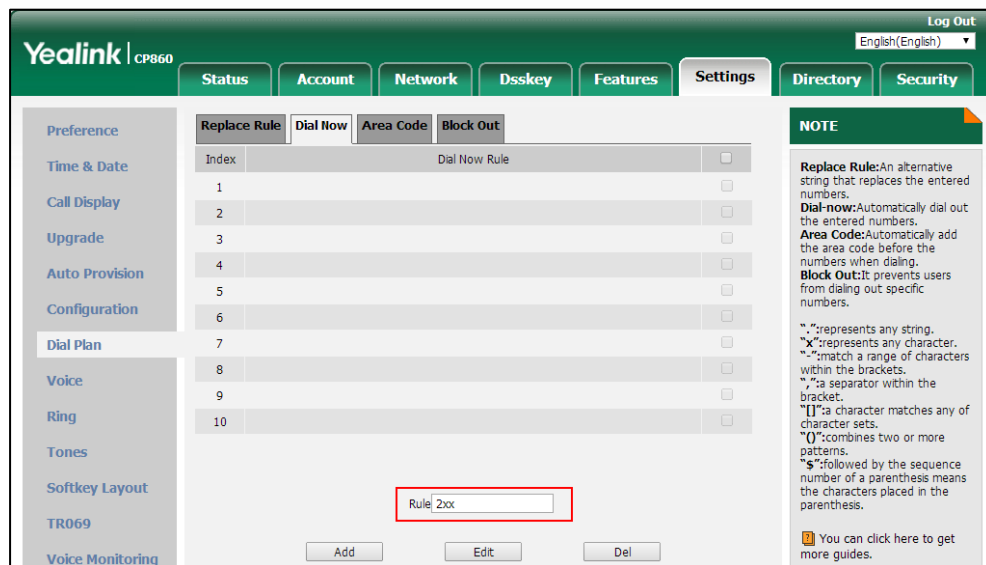 Log Out
English(English)
Yealink | CP860
Status Account Network Dsskey Features Settings Directory Security
Preference
Time & Date
Call Display
Upgrade
Auto Provision
Configuration
Dial Plan
Voice
Ring
Tones
Softkey Layout
TR069
Voice Monitoring
Replace Rule Dial Now Area Code Block Out
Index Dial Now Rule
1
2
3
4
5
6
7
8
9
10
Rule 2xx
Add Edit Del
NOTE
Replace Rule:An alternative
string that replaces the entered
numbers.
Dial-now:Automatically dial out
the entered numbers.
Area Code:Automatically add
the area code before the
numbers when dialing.
Block Out:It prevents users
from dialing out specific
numbers.
".":represents any string.
"x":represents any character.
"-":match a range of characters
within the brackets.
",":a separator within the
bracket.
"[]":a character matches any of
character sets.
"()":combines two or more
patterns.
"$":followed by the sequence
number of a parenthesis means
the characters placed in the
parenthesis.
You can click here to get
more guides.